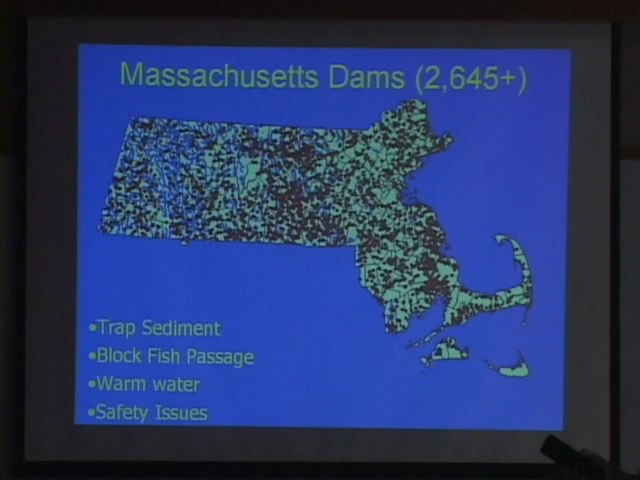 Massachusetts Dams (2,645+)
•Trap Sediment
•Block Fish Passage
•Warm water
•Safety Issues